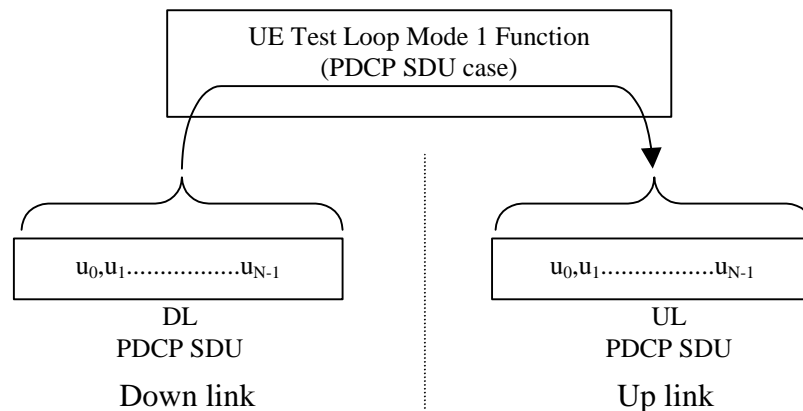 UE Test Loop Mode 1 Function
(PDCP SDU case)
u0,u1..................uN-1
u0,u1..................uN-1
DL
PDCP SDU
UL
PDCP SDU
Down link
Up link